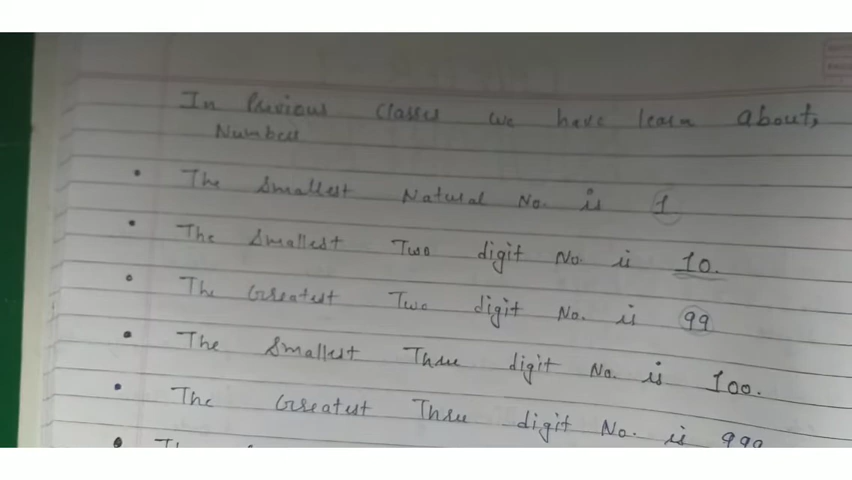 In Previous Classes we have learn about,
Number
• The Smallest Natural No. is 1
• The Smallest Two digit No. is 10.
• The Greatest Two digit No. is 99
• The Smallest Three digit No. is 100.
• The Greatest Three digit No. is 999